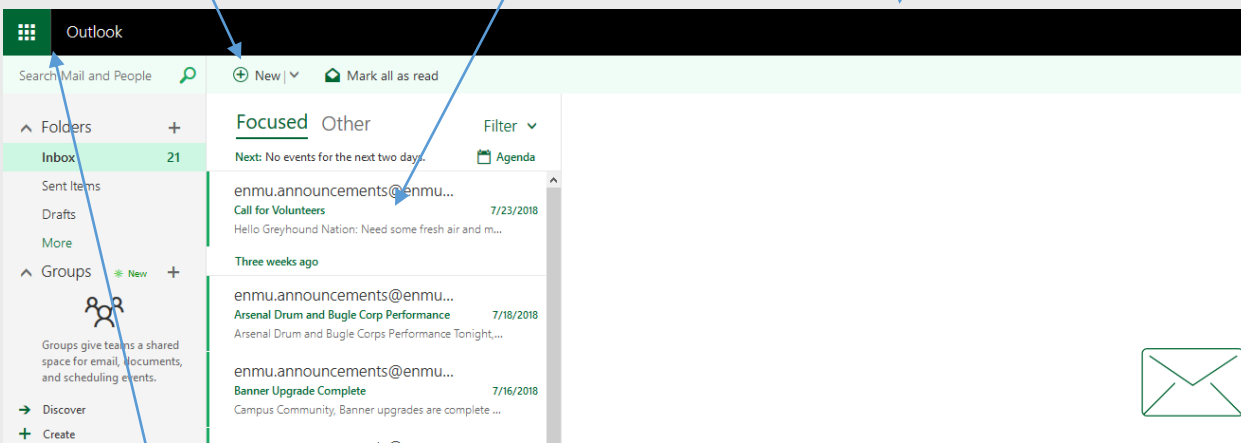 Outlook
Search Mail and People
New
Mark all as read
Folders
Inbox 21
Sent Items
Drafts
More
Groups New
Groups give teams a shared
space for email, documents,
and scheduling events.
Discover
Create
Focused Other Filter
Next: No events for the next two days. Agenda
enmu.announcements@enmu...
Call for Volunteers 7/23/2018
Hello Greyhound Nation: Need some fresh air and m...
Three weeks ago
enmu.announcements@enmu...
Arsenal Drum and Bugle Corp Performance 7/18/2018
Arsenal Drum and Bugle Corps Performance Tonight,...
enmu.announcements@enmu...
Banner Upgrade Complete 7/16/2018
Campus Community, Banner upgrades are complete ...